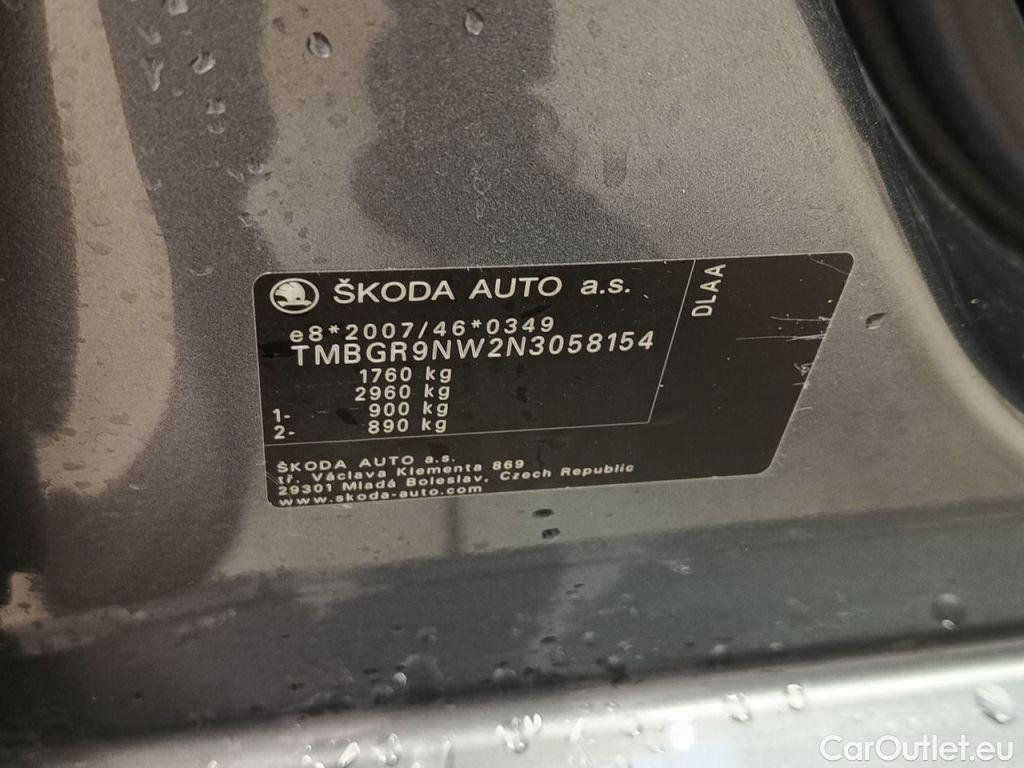 ŠKODA AUTO a.s.
DLAA
e8*2007/46*0349
TMBGR9NW2N3058154
1760 kg
2960 kg
1- 900 kg
2- 890 kg
ŠKODA AUTO a.s.
tř. Václava Klementa 869
29301 Mladá Boleslav, Czech Republic
www.skoda-auto.com
CarOutlet.eu